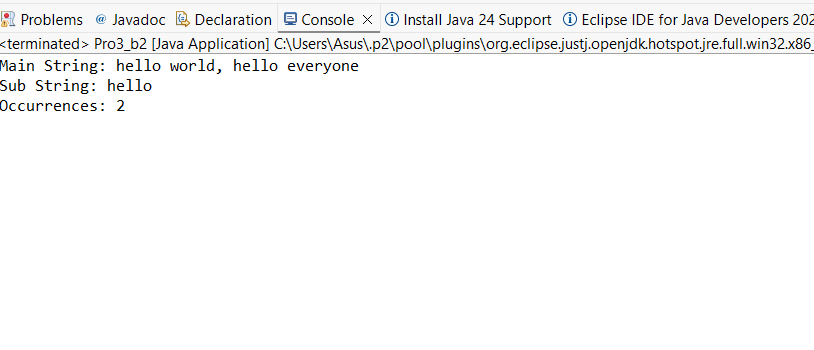 Problems @ Javadoc Declaration Console Install Java 24 Support Eclipse IDE for Java Developers 202
<terminated> Pro3_b2 [Java Application] C:\Users\Asus\.p2\pool\plugins\org.eclipse.justj.openjdk.hotspot.jre.full.win32.x86_
Main String: hello world, hello everyone
Sub String: hello
Occurrences: 2